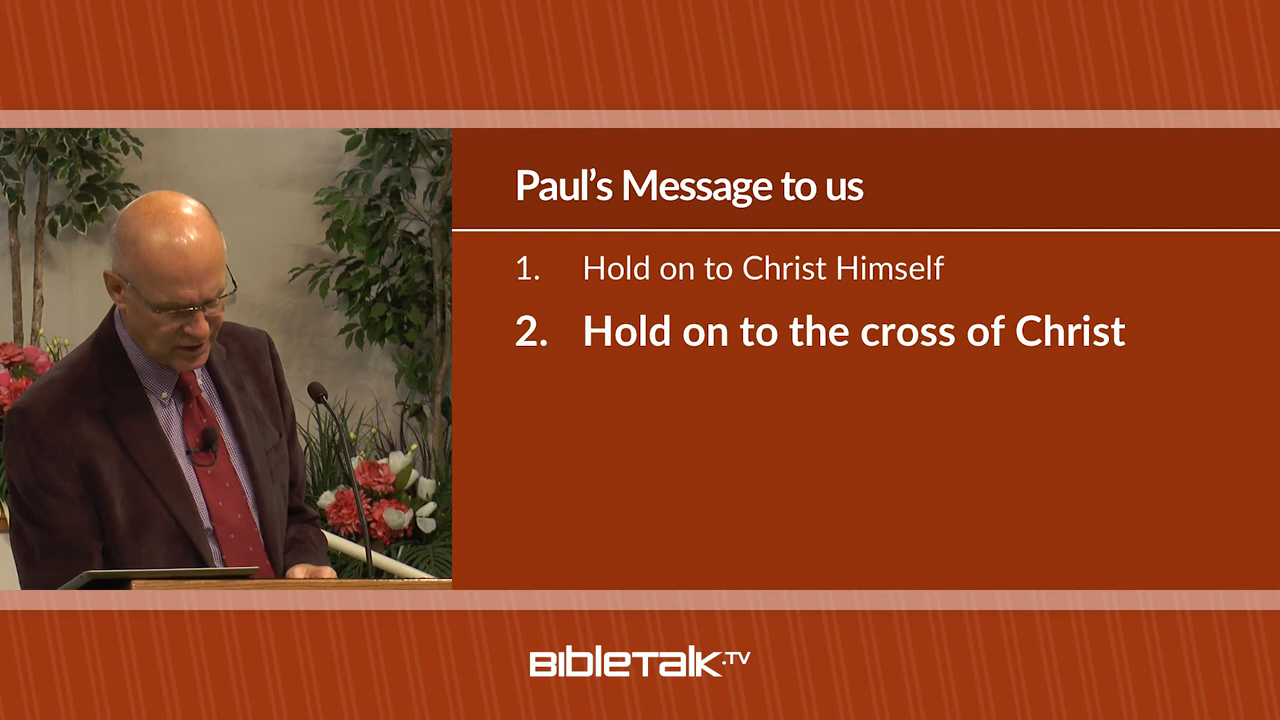 Paul's Message to us
1. Hold on to Christ Himself
2. Hold on to the cross of Christ
BIBLETALK.TV